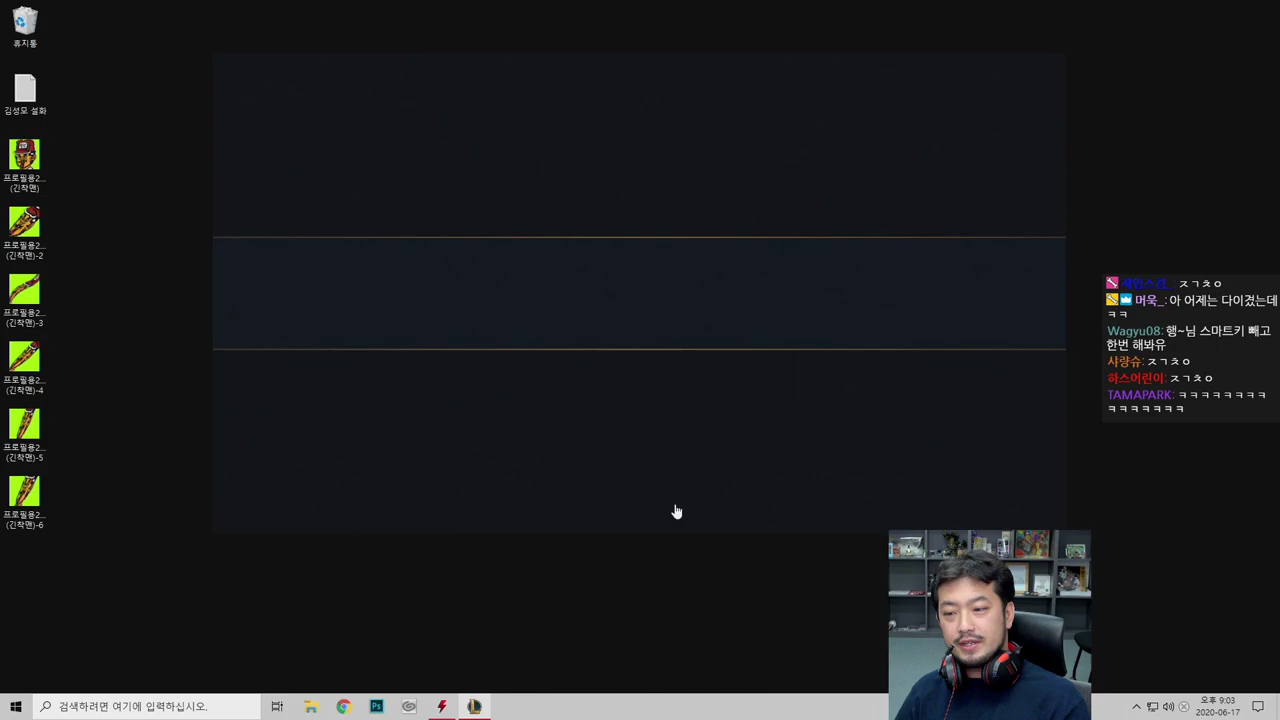 휴지통
김성모 설화
프로필용2...
(긴착맨)
프로필용2...
(긴착맨)-2
프로필용2...
(긴착맨)-3
프로필용2...
(긴착맨)-4
프로필용2...
(긴착맨)-5
프로필용2...
(긴착맨)-6
ㅈㄱㅊㅇ
머욱_: 아 어제는 다이겼는데
ㅋㅋ
Wagyu08: 행~님 스마트키 빼고
한번 해봐유
샤랑슈: ㅈㄱㅊㅇ
하스어린이: ㅈㄱㅊㅇ
TAMAPARK: ㅋㅋㅋㅋㅋㅋㅋㅋ
ㅋㅋㅋㅋㅋㅋㅋ
검색하려면 여기에 입력하십시오.
Ps
오후 9:03
2020-06-17